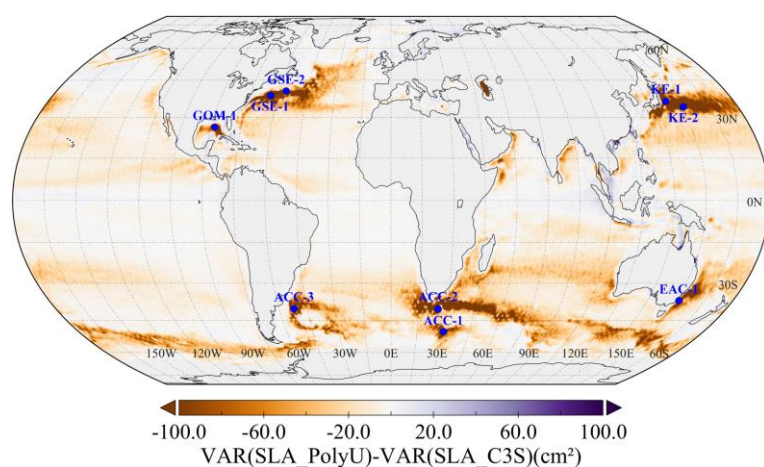 60N
GSE-2
KE-1
GSE-1
KE-2
30N
GOM-1
0N
30S
EAC-1
ACC-3
ACC-2
ACC-1
150W 120W 90W 60W 30W 0E 30E 60E 90E 120E 150E 60S
-100.0 -60.0 -20.0 20.0 60.0 100.0
VAR(SLA_PolyU)-VAR(SLA_C3S)(cm²)